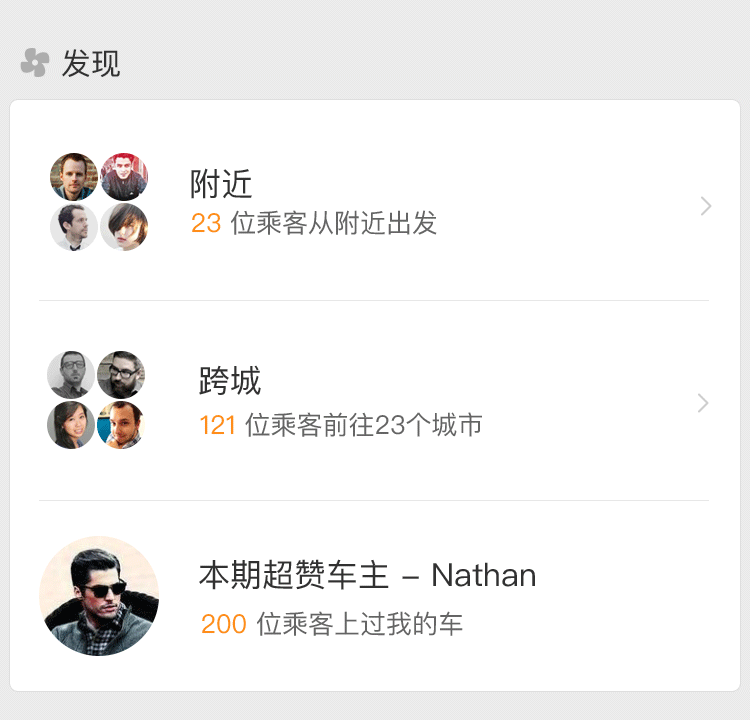 发现
附近
23 位乘客从附近出发
跨城
121 位乘客前往23个城市
本期超赞车主 – Nathan
200 位乘客上过我的车